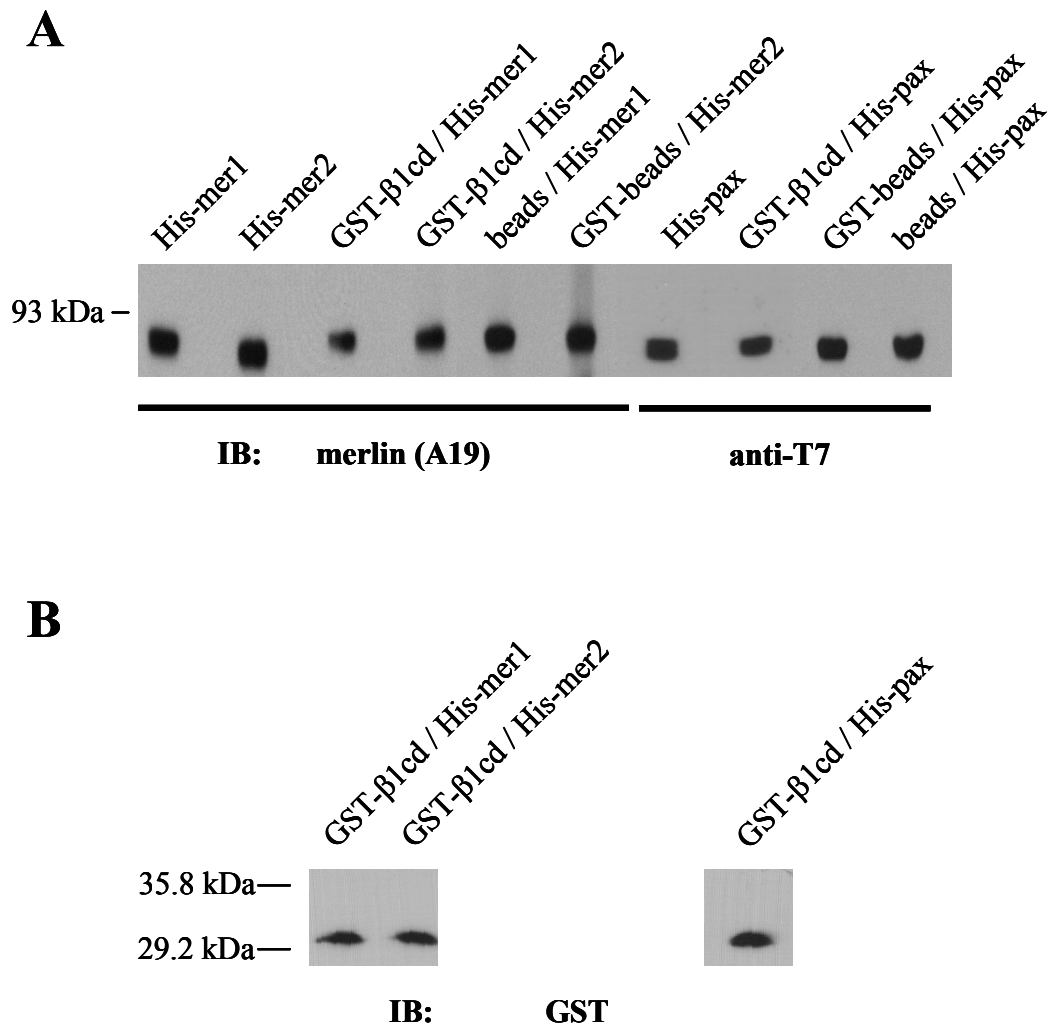 A
His-mer1
His-mer2
GST-β1cd / His-mer1
GST-β1cd / His-mer2
beads / His-mer1
GST-beads / His-mer2
His-pax
GST-β1cd / His-pax
GST-beads / His-pax
beads / His-pax
93 kDa
IB: merlin (A19) anti-T7
B
GST-β1cd / His-mer1
GST-β1cd / His-mer2
GST-β1cd / His-pax
35.8 kDa
29.2 kDa
IB: GST